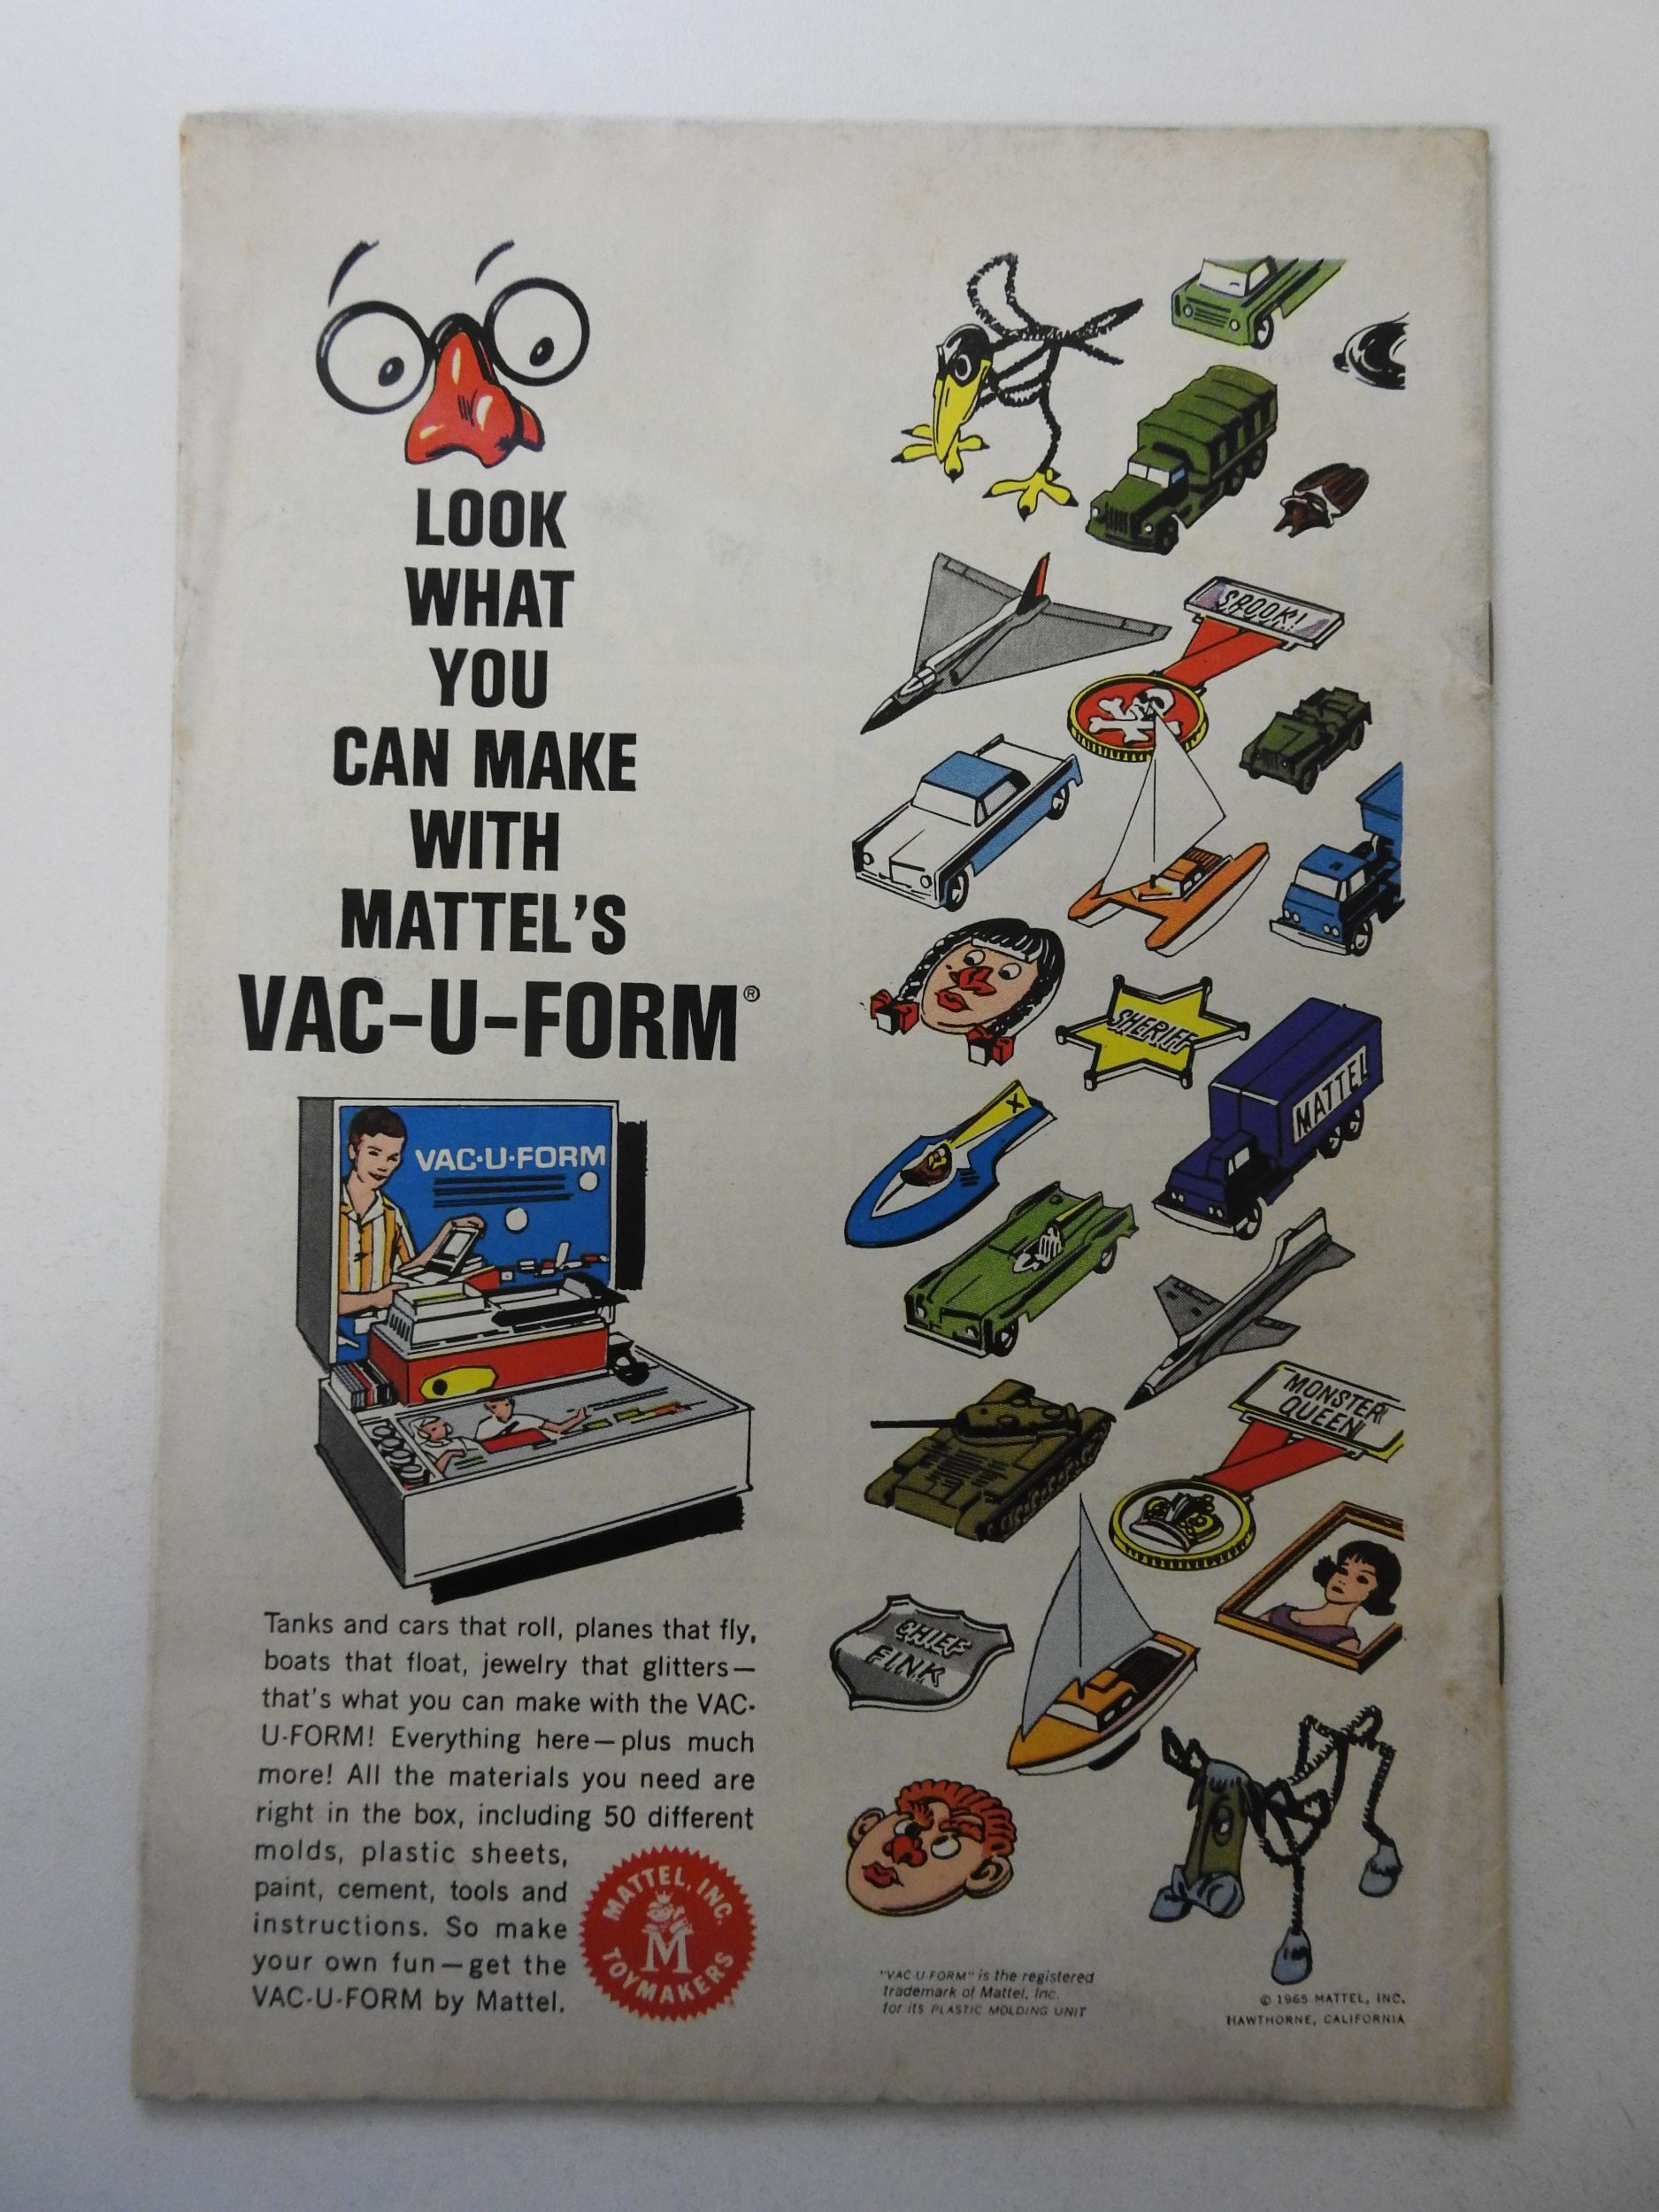 LOOK
WHAT
YOU
CAN MAKE
WITH
MATTEL'S
VAC-U-FORM®
VAC-U-FORM
Tanks and cars that roll, planes that fly,
boats that float, jewelry that glitters—
that's what you can make with the VAC-
U-FORM! Everything here—plus much
more! All the materials you need are
right in the box, including 50 different
molds, plastic sheets,
paint, cement, tools and
instructions. So make
your own fun—get the
VAC-U-FORM by Mattel.
MATTEL, INC.
M
TOYMAKERS
SPOOK!
SHERIFF
MATTEL
X
MONSTER
QUEEN
CHIEF
FINK
"VAC-U-FORM" is the registered
trademark of Mattel, Inc.
for its PLASTIC MOLDING UNIT
© 1965 MATTEL, INC.
HAWTHORNE, CALIFORNIA